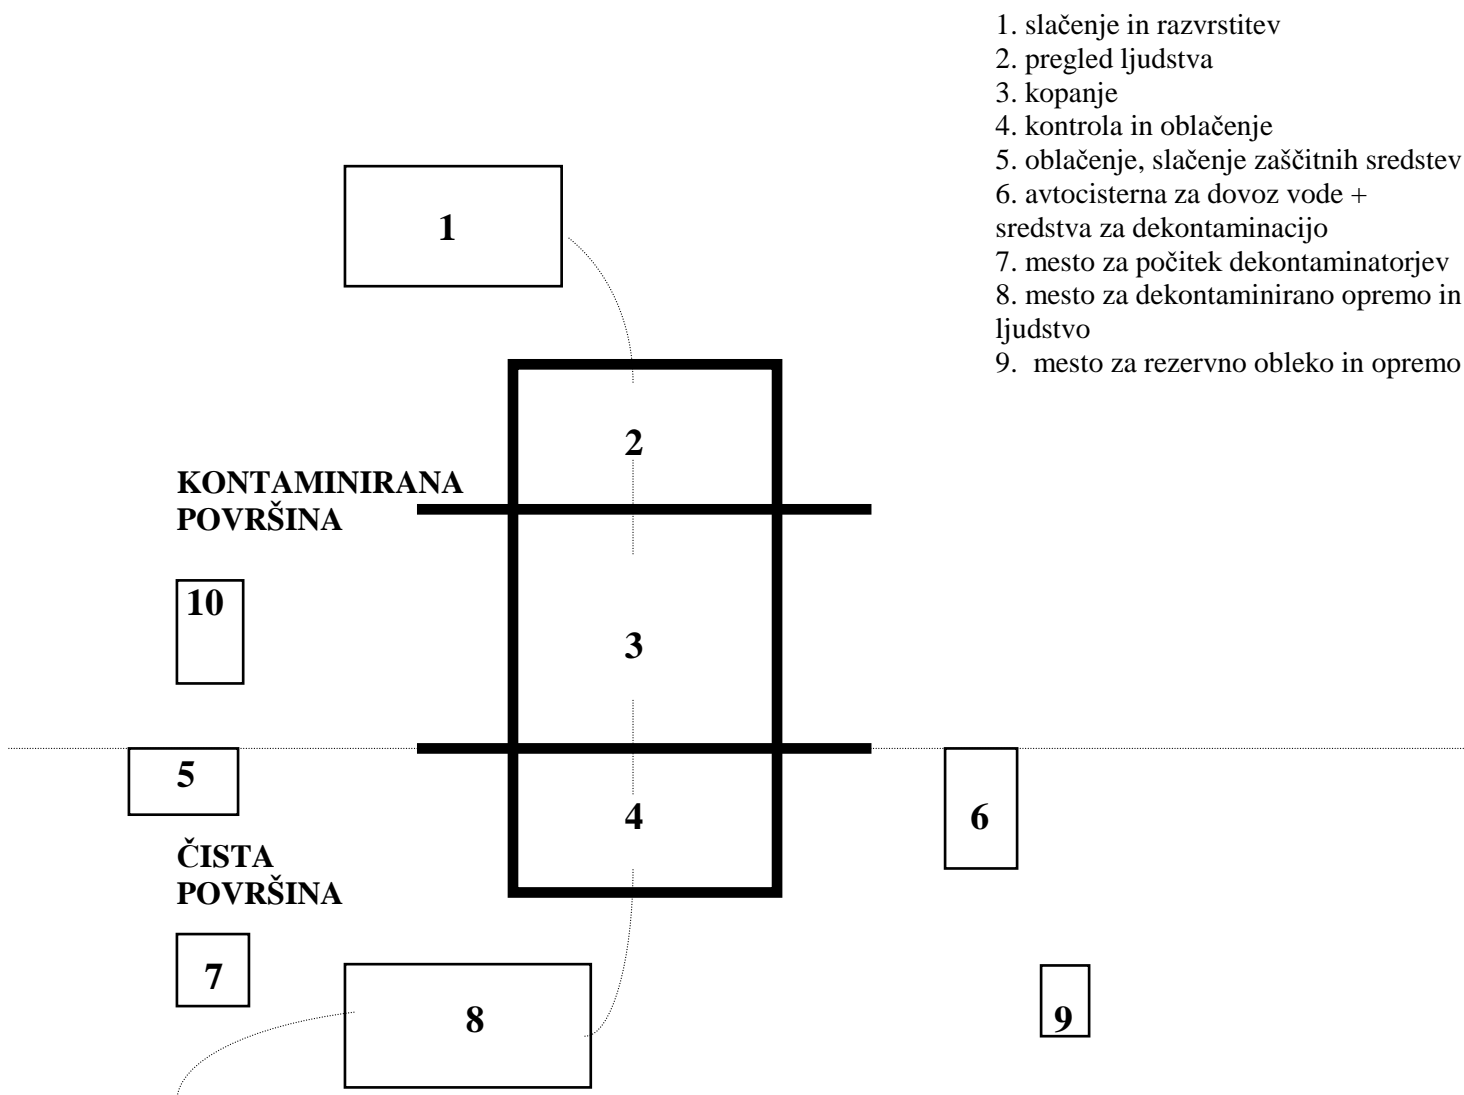 1. slačenje in razvrstitev
2. pregled ljudstva
3. kopanje
4. kontrola in oblačenje
5. oblačenje, slačenje zaščitnih sredstev
6. avtocisterna za dovoz vode +
sredstva za dekontaminacijo
7. mesto za počitek dekontaminatorjev
8. mesto za dekontaminirano opremo in
ljudstvo
9. mesto za rezervno obleko in opremo
1
2
KONTAMINIRANA
POVRŠINA
10
3
5
4
6
ČISTA
POVRŠINA
7
8
9